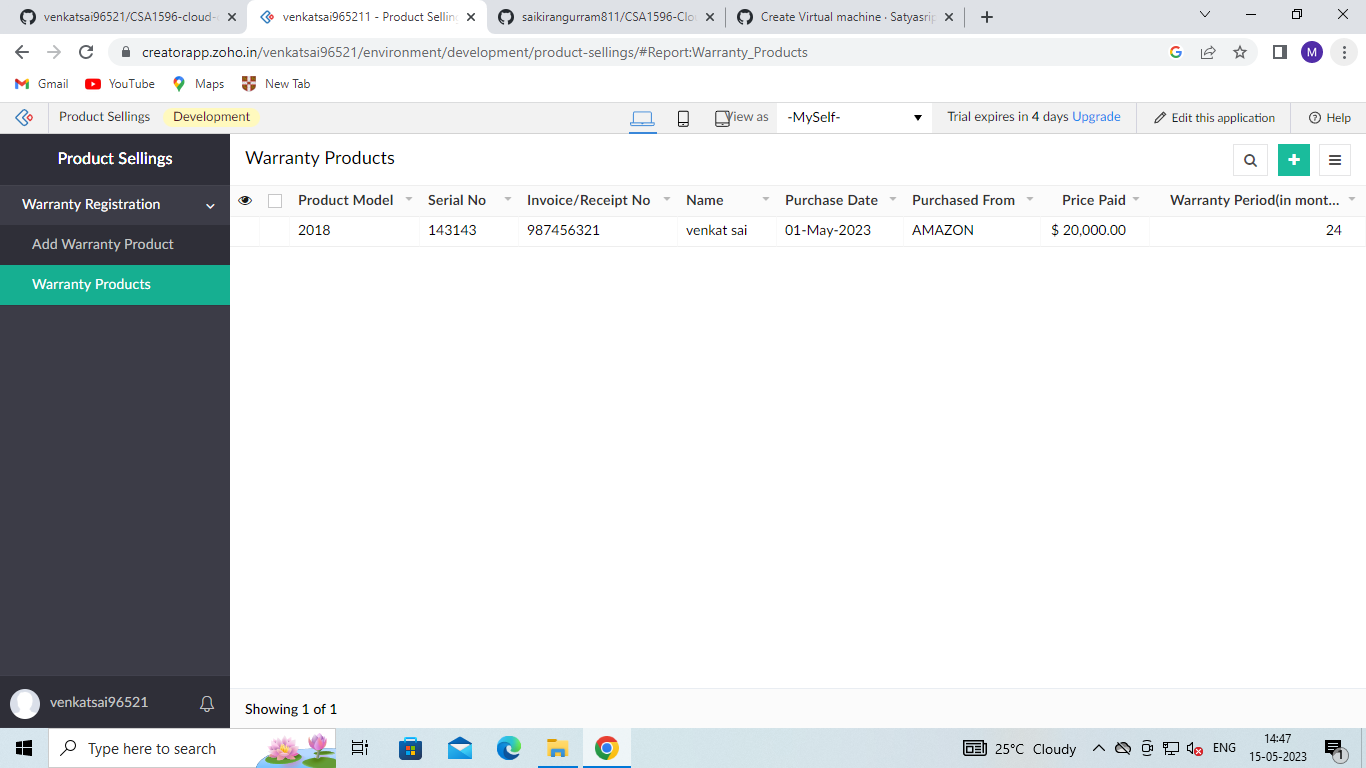 venkatsai96521/CSA1596-cloud-
venkatsai965211 - Product Selling
saikirangurram811/CSA1596-Clou
Create Virtual machine · Satyasrip
creatorapp.zoho.in/venkatsai96521/environment/development/product-sellings/#Report:Warranty_Products
M
Gmail YouTube Maps New Tab
Product Sellings Development View as -MySelf- Trial expires in 4 days Upgrade Edit this application Help
Product Sellings
Warranty Products
Warranty Registration
Add Warranty Product
Warranty Products
Product Model Serial No Invoice/Receipt No Name Purchase Date Purchased From Price Paid Warranty Period(in mont...
2018 143143 987456321 venkat sai 01-May-2023 AMAZON $ 20,000.00 24
venkatsai96521
Showing 1 of 1
Type here to search
25°C Cloudy
ENG
14:47
15-05-2023
1